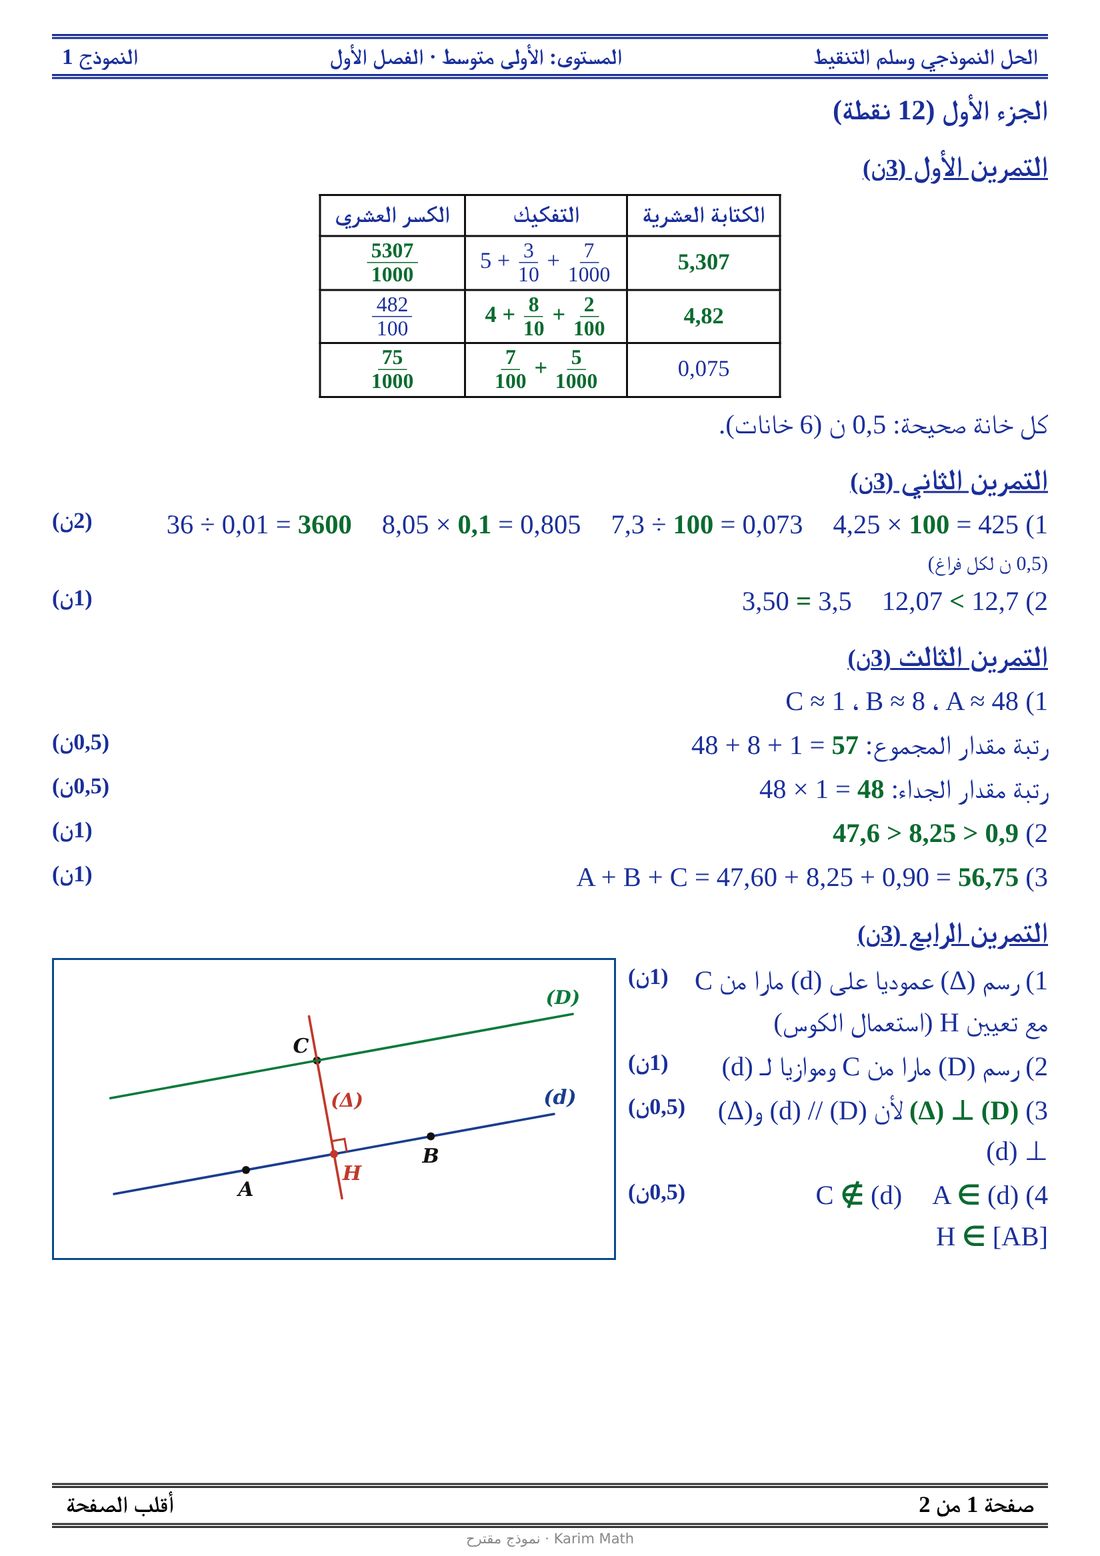 الحل النموذجي وسلم التنقيط المستوى: الأولى متوسط · الفصل الأول النموذج 1
الجزء الأول (12 نقطة)
التمرين الأول (3ن)
الكتابة العشرية التفكيك الكسر العشري
5,307 5 + 3/10 + 7/1000 5307/1000
4,82 4 + 8/10 + 2/100 482/100
0,075 7/100 + 5/1000 75/1000
كل خانة صحيحة: 0,5 ن (6 خانات).
التمرين الثاني (3ن)
1) 4,25 × 100 = 425 7,3 ÷ 100 = 0,073 8,05 × 0,1 = 0,805 36 ÷ 0,01 = 3600 (2ن)
(0,5 ن لكل فراغ)
2) 12,07 < 12,7 3,50 = 3,5 (1ن)
التمرين الثالث (3ن)
1) A ≈ 48 ، B ≈ 8 ، C ≈ 1
رتبة مقدار المجموع: 48 + 8 + 1 = 57 (0,5ن)
رتبة مقدار الجداء: 48 × 1 = 48 (0,5ن)
2) 47,6 > 8,25 > 0,9 (1ن)
3) A + B + C = 47,60 + 8,25 + 0,90 = 56,75 (1ن)
التمرين الرابع (3ن)
1) رسم (Δ) عموديا على (d) مارا من C (1ن)
مع تعيين H (استعمال الكوس)
2) رسم (D) مارا من C وموازيا لـ (d) (1ن)
3) (Δ) ⊥ (D) لأن (D) // (d) و(Δ) (0,5ن)
⊥ (d)
4) A ∈ (d) C ∉ (d) (0,5ن)
H ∈ [AB]
(D)
C
(Δ)
(d)
B
H
A
صفحة 1 من 2 أقلب الصفحة
Karim Math · نموذج مقترح